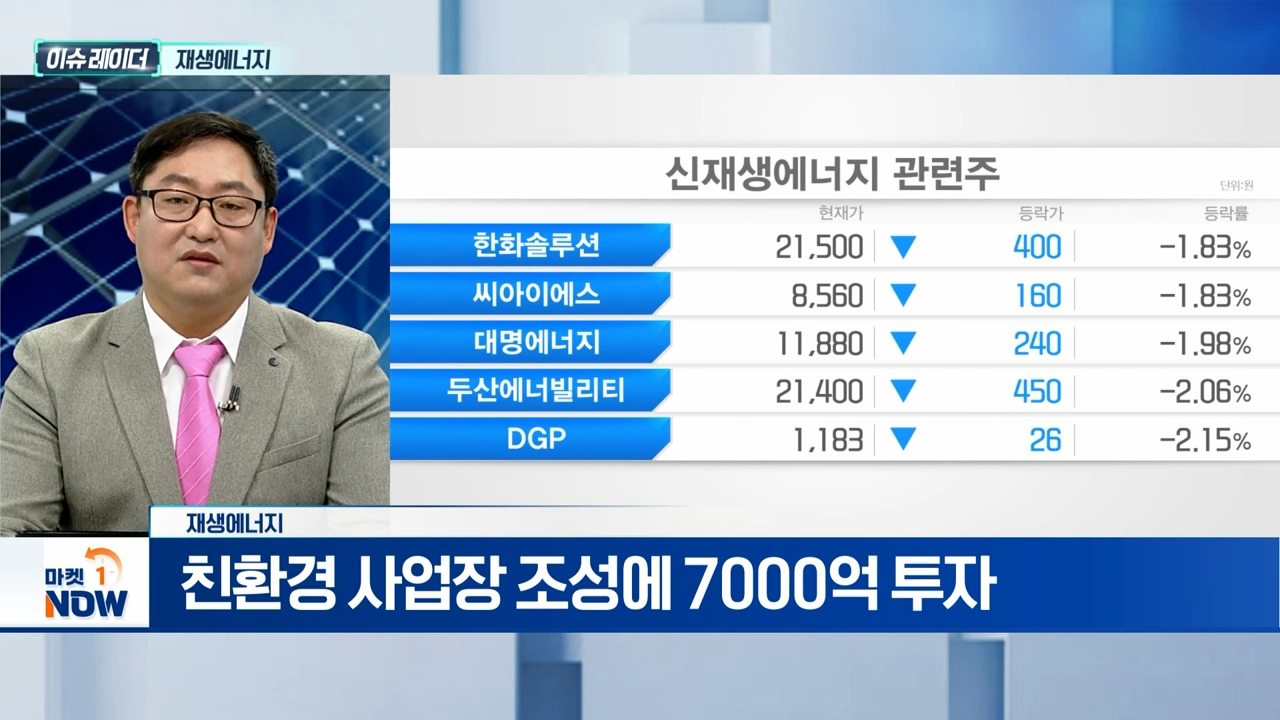 이슈 레이더 재생에너지
신재생에너지 관련주
단위:원
현재가 등락가 등락률
한화솔루션 21,500 ▼ 400 -1.83%
씨아이에스 8,560 ▼ 160 -1.83%
대명에너지 11,880 ▼ 240 -1.98%
두산에너빌리티 21,400 ▼ 450 -2.06%
DGP 1,183 ▼ 26 -2.15%
재생에너지
마켓 1
NOW
친환경 사업장 조성에 7000억 투자